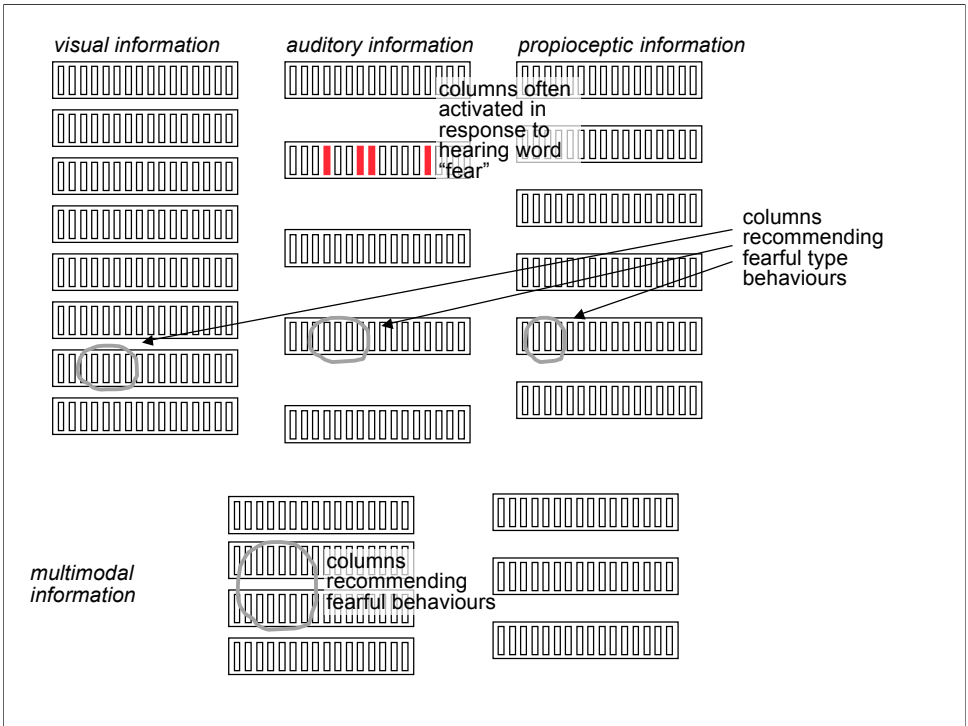 visual information
auditory information
propioceptive information
columns often
activated in
response to
hearing word
“fear”
columns
recommending
fearful type
behaviours
multimodal
information
columns
recommending
fearful behaviours